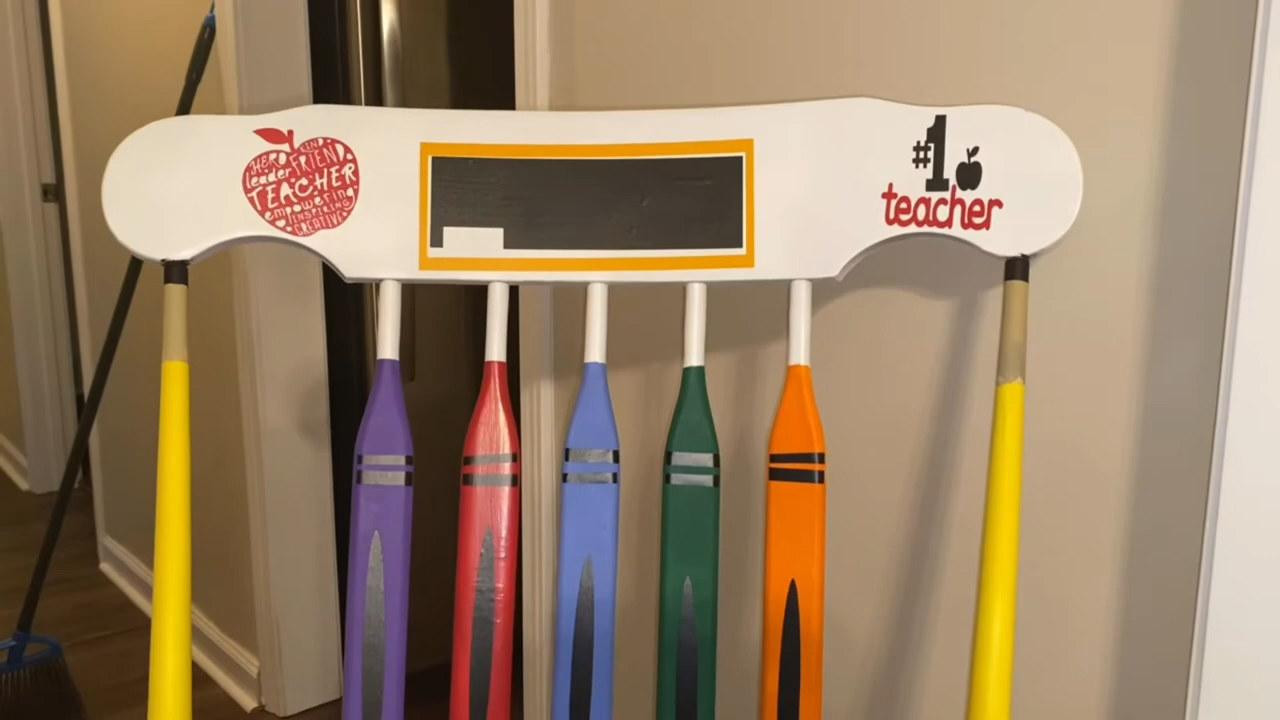 HERO KIND
leader FRIEND
TEACHER
empowering
INSPIRING
CREATIVE
#1
teacher